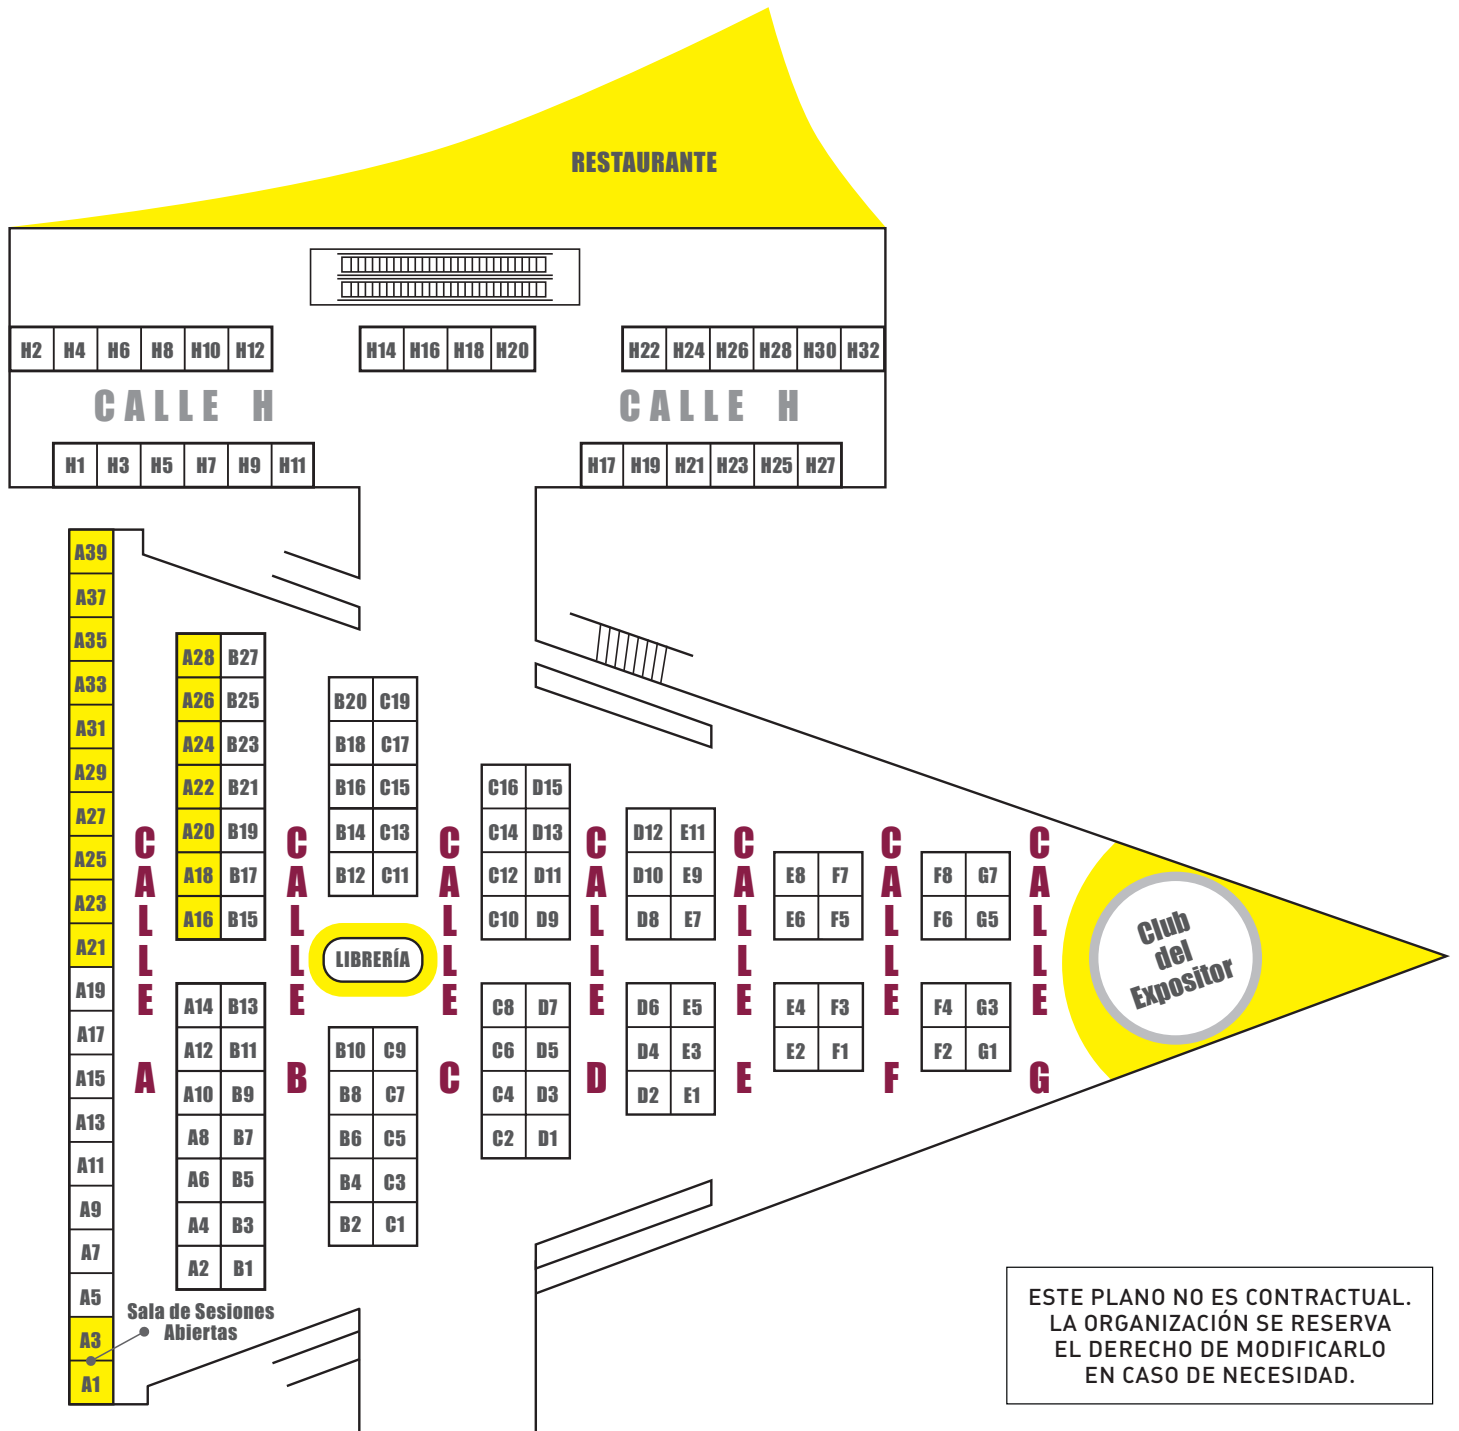 RESTAURANTE
H2 H4 H6 H8 H10 H12 H14 H16 H18 H20 H22 H24 H26 H28 H30 H32
CALLE H CALLE H
H1 H3 H5 H7 H9 H11 H17 H19 H21 H23 H25 H27
A39
A37
A35
A33
A31
A29
A27
A25
A23
A21
A19
A17
A15
A13
A11
A9
A7
A5
A3
A1
Sala de Sesiones
Abiertas
CALLE A
A28 B27
A26 B25
A24 B23
A22 B21
A20 B19
A18 B17
A16 B15
A14 B13
A12 B11
A10 B9
A8 B7
A6 B5
A4 B3
A2 B1
CALLE B
B20 C19
B18 C17
B16 C15
B14 C13
B12 C11
LIBRERÍA
B10 C9
B8 C7
B6 C5
B4 C3
B2 C1
CALLE C
C16 D15
C14 D13
C12 D11
C10 D9
C8 D7
C6 D5
C4 D3
C2 D1
CALLE D
D12 E11
D10 E9
D8 E7
D6 E5
D4 E3
D2 E1
CALLE E
E8 F7
E6 F5
E4 F3
E2 F1
CALLE F
F8 G7
F6 G5
F4 G3
F2 G1
CALLE G
Club
del
Expositor
ESTE PLANO NO ES CONTRACTUAL.
LA ORGANIZACIÓN SE RESERVA
EL DERECHO DE MODIFICARLO
EN CASO DE NECESIDAD.